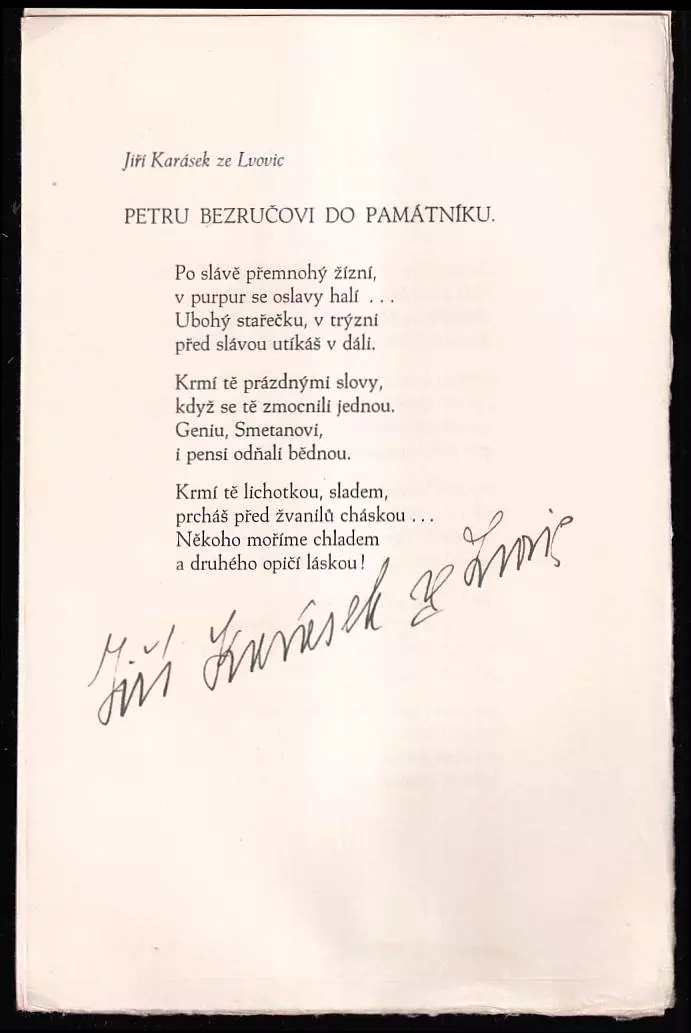 Jiří Karásek ze Lvovic
PETRU BEZRUČOVI DO PAMÁTNÍKU.
Po slávě přemnohý žízní,
v purpur se oslavy halí . . .
Ubohý stařečku, v trýzni
před slávou utíkáš v dáli.
Krmí tě prázdnými slovy,
když se tě zmocnili jednou.
Geniu, Smetanovi,
i pensi odňali bědnou.
Krmí tě lichotkou, sladem,
prcháš před žvanilů cháskou . . .
Někoho moříme chladem
a druhého opičí láskou!
Jiří Karásek ze Lvovic